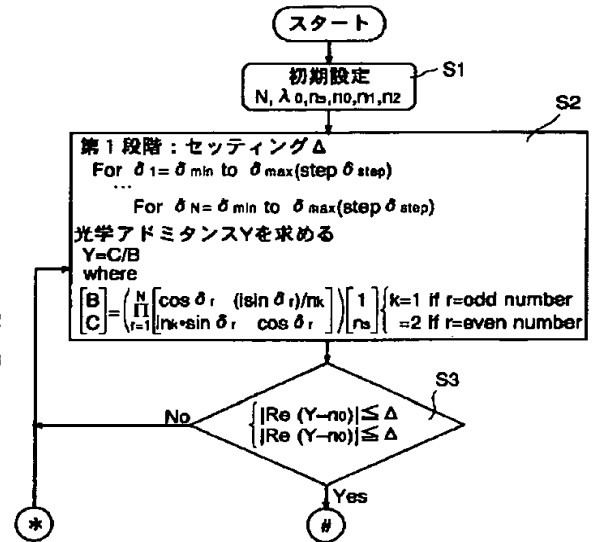 スタート
初期設定
N, λ0,ns,n0,n1,n2
S1
S2
第1段階:セッティングΔ
For δ1=δmin to δmax(step δstep)
...
For δN=δmin to δmax(step δstep)
光学アドミタンスYを求める
Y=C/B
where
[B C]=(∏ N r=1 [cos δr (isin δr)/nk ink•sin δr cos δr])[1 ns]{k=1 if r=odd number
=2 if r=even number
S3
No
{|Re (Y−n0)|≦Δ
|Re (Y−n0)|≦Δ
Yes
*
#